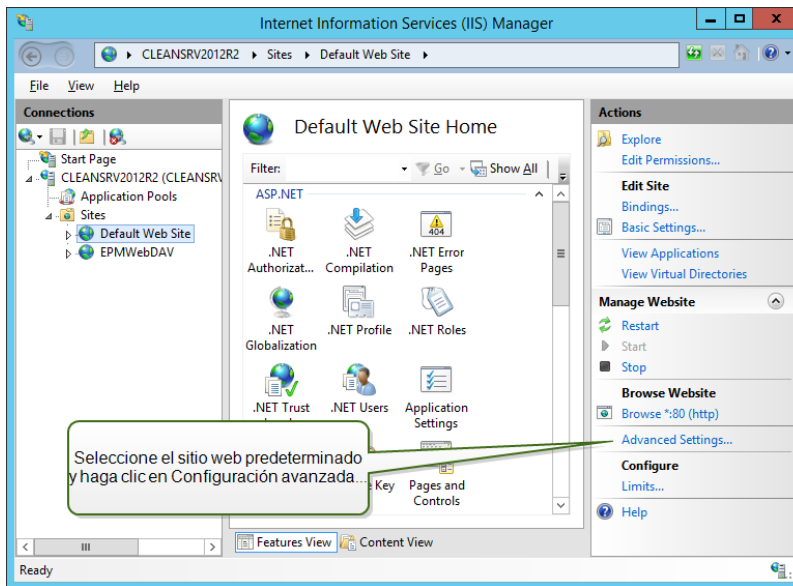 Internet Information Services (IIS) Manager
CLEANSRV2012R2 Sites Default Web Site
File View Help
Connections
Start Page
CLEANSRV2012R2 (CLEANSRV
Application Pools
Sites
Default Web Site
EPMWebDAV
Default Web Site Home
Filter: Go Show All
ASP.NET
.NET Authorizat...
.NET Compilation
.NET Error Pages
404
.NET Globalization
.NET Profile
.NET Roles
.NET Trust
.NET Users
Application Settings
Key
Pages and Controls
Seleccione el sitio web predeterminado
y haga clic en Configuración avanzada...
Features View Content View
Actions
Explore
Edit Permissions...
Edit Site
Bindings...
Basic Settings...
View Applications
View Virtual Directories
Manage Website
Restart
Start
Stop
Browse Website
Browse *:80 (http)
Advanced Settings...
Configure
Limits...
Help
Ready